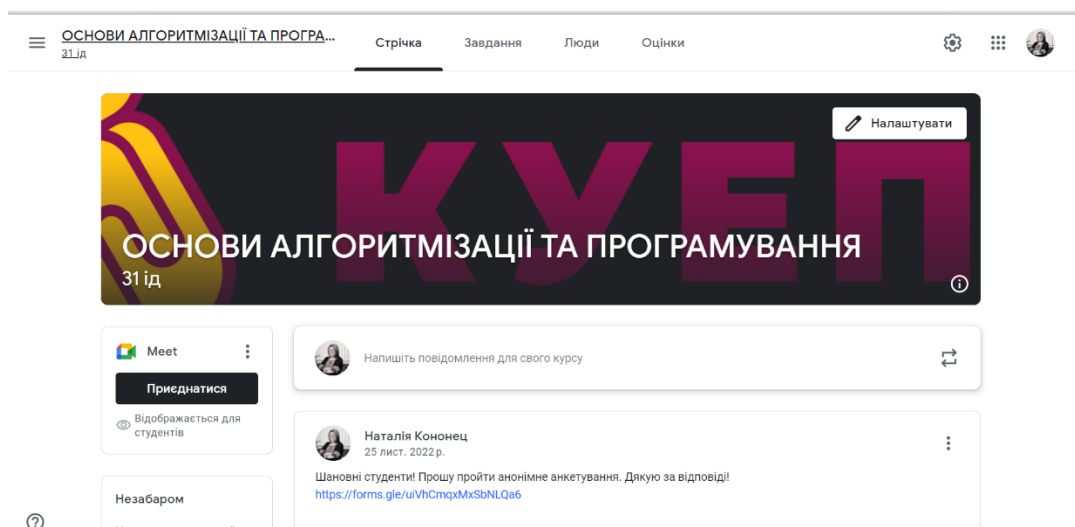 ОСНОВИ АЛГОРИТМІЗАЦІЇ ТА ПРОГРА...
31 ід
Стрічка
Завдання
Люди
Оцінки
КУЕП
Налаштувати
ОСНОВИ АЛГОРИТМІЗАЦІЇ ТА ПРОГРАМУВАННЯ
31 ід
Meet
Приєднатися
Відображається для
студентів
Напишіть повідомлення для свого курсу
Наталія Кононец
25 лист. 2022 р.
Шановні студенти! Прошу пройти анонімне анкетування. Дякую за відповіді!
https://forms.gle/uiVhCmqxMxSbNLQa6
Незабаром